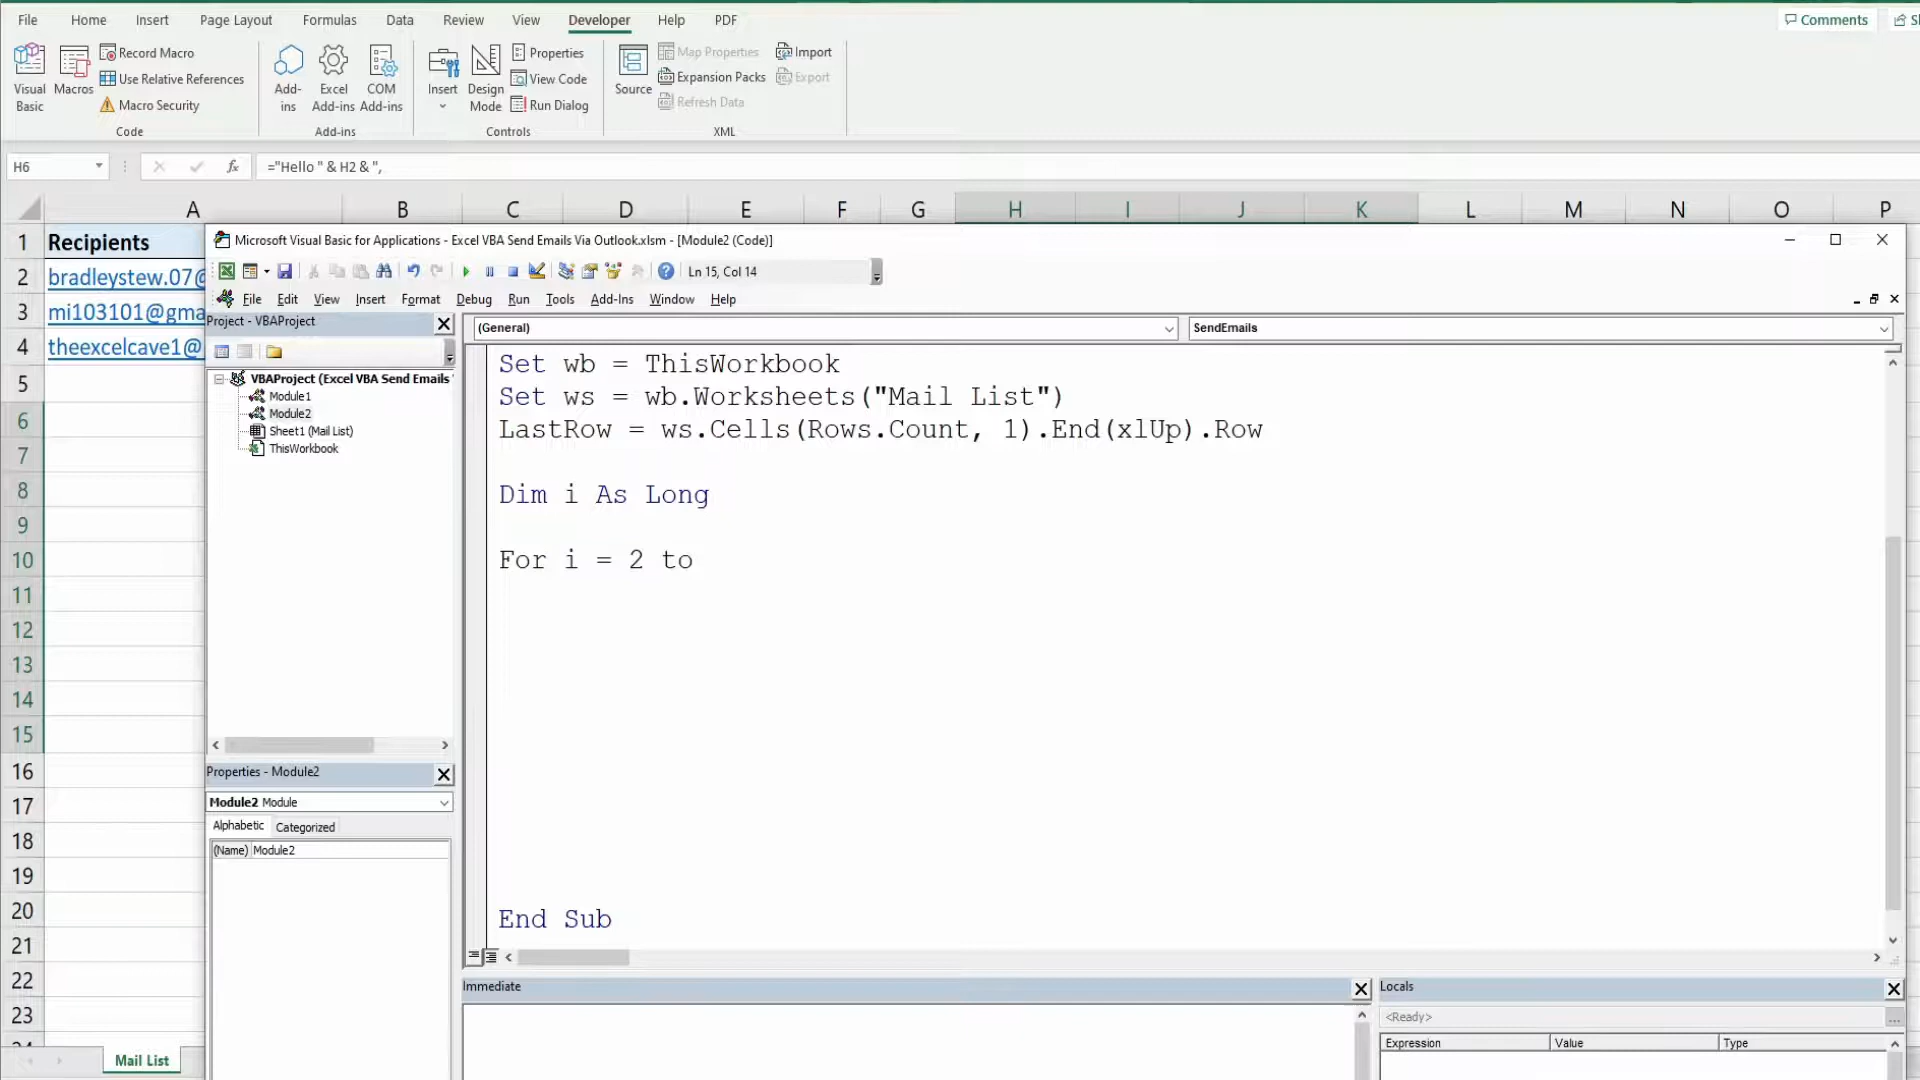 File Home Insert Page Layout Formulas Data Review View Developer Help PDF Comments
Visual Basic
Macros
Record Macro
Use Relative References
Macro Security
Code
Add-ins
Excel Add-ins
COM Add-ins
Add-ins
Insert
Design Mode
Properties
View Code
Run Dialog
Controls
Source
Map Properties
Expansion Packs
Refresh Data
Import
Export
XML
H6 fx ="Hello " & H2 & ",
A B C D E F G H I J K L M N O P
1 Recipients
2 bradleystew.07@
3 mi103101@gma
4 theexcelcave1@
5
6
7
8
9
10
11
12
13
14
15
16
17
18
19
20
21
22
23
24
Mail List
Microsoft Visual Basic for Applications - Excel VBA Send Emails Via Outlook.xlsm - [Module2 (Code)]
Ln 15, Col 14
File Edit View Insert Format Debug Run Tools Add-Ins Window Help
Project - VBAProject
VBAProject (Excel VBA Send Emails
Module1
Module2
Sheet1 (Mail List)
ThisWorkbook
Properties - Module2
Module2 Module
Alphabetic Categorized
(Name) Module2
(General) SendEmails
Set wb = ThisWorkbook
Set ws = wb.Worksheets("Mail List")
LastRow = ws.Cells(Rows.Count, 1).End(xlUp).Row
Dim i As Long
For i = 2 to
End Sub
Immediate
Locals
<Ready>
Expression Value Type